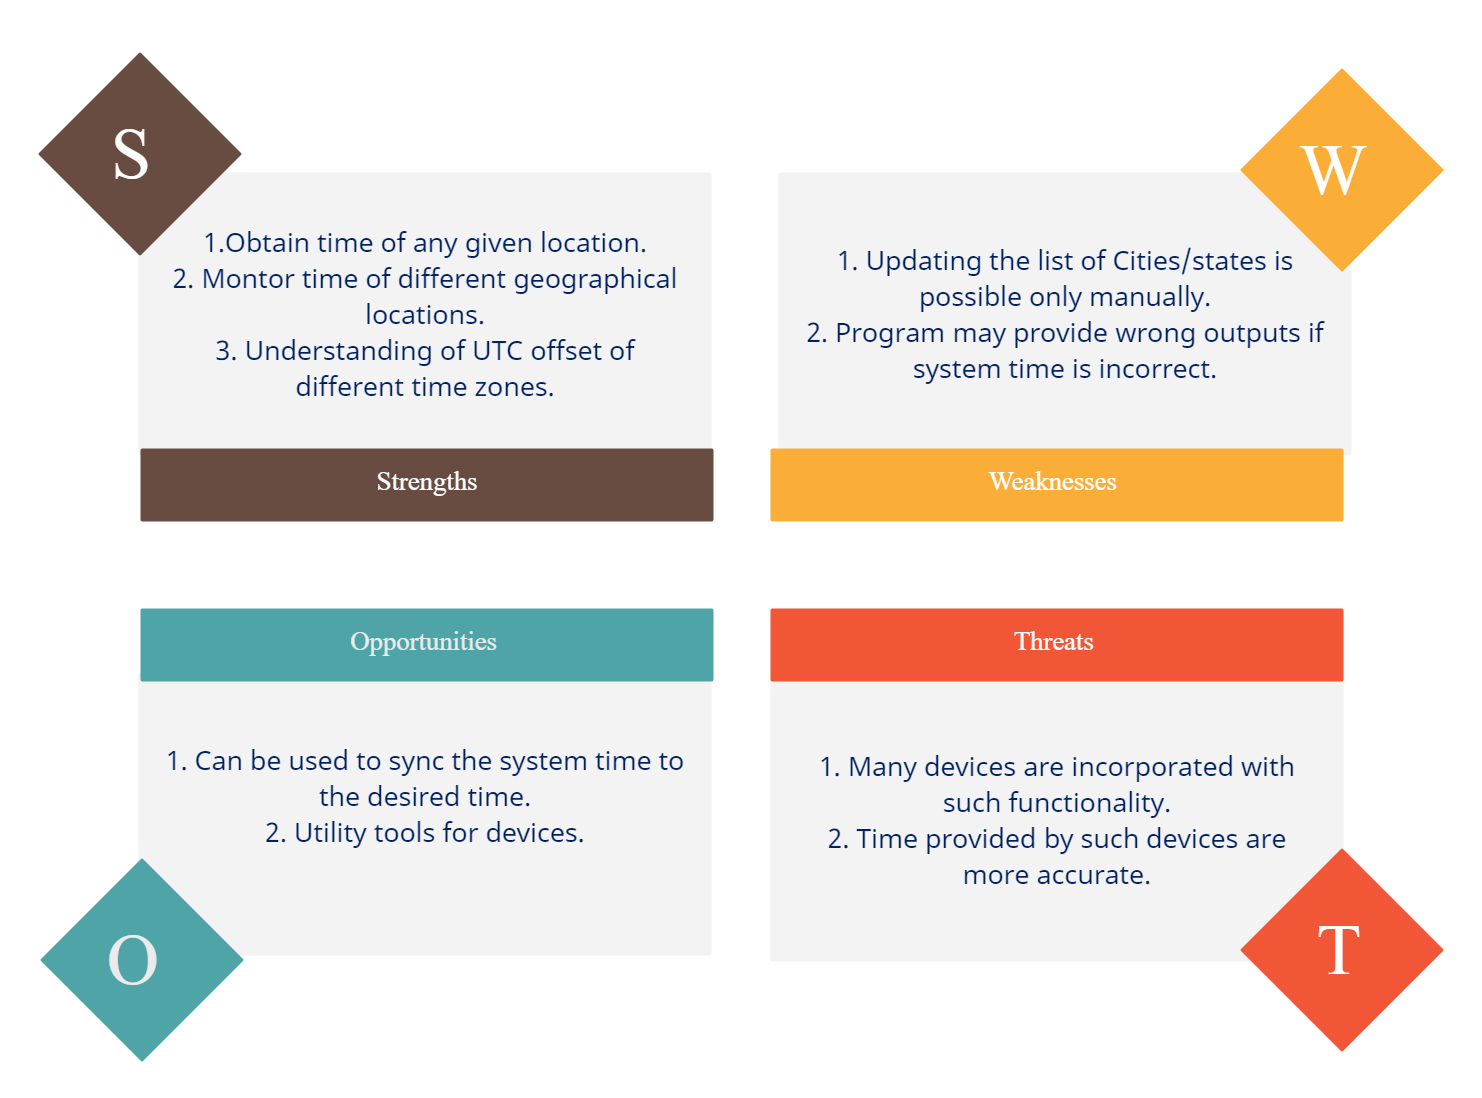 S
1.Obtain time of any given location.
2. Montor time of different geographical
locations.
3. Understanding of UTC offset of
different time zones.
Strengths
W
1. Updating the list of Cities/states is
possible only manually.
2. Program may provide wrong outputs if
system time is incorrect.
Weaknesses
Opportunities
1. Can be used to sync the system time to
the desired time.
2. Utility tools for devices.
O
Threats
1. Many devices are incorporated with
such functionality.
2. Time provided by such devices are
more accurate.
T